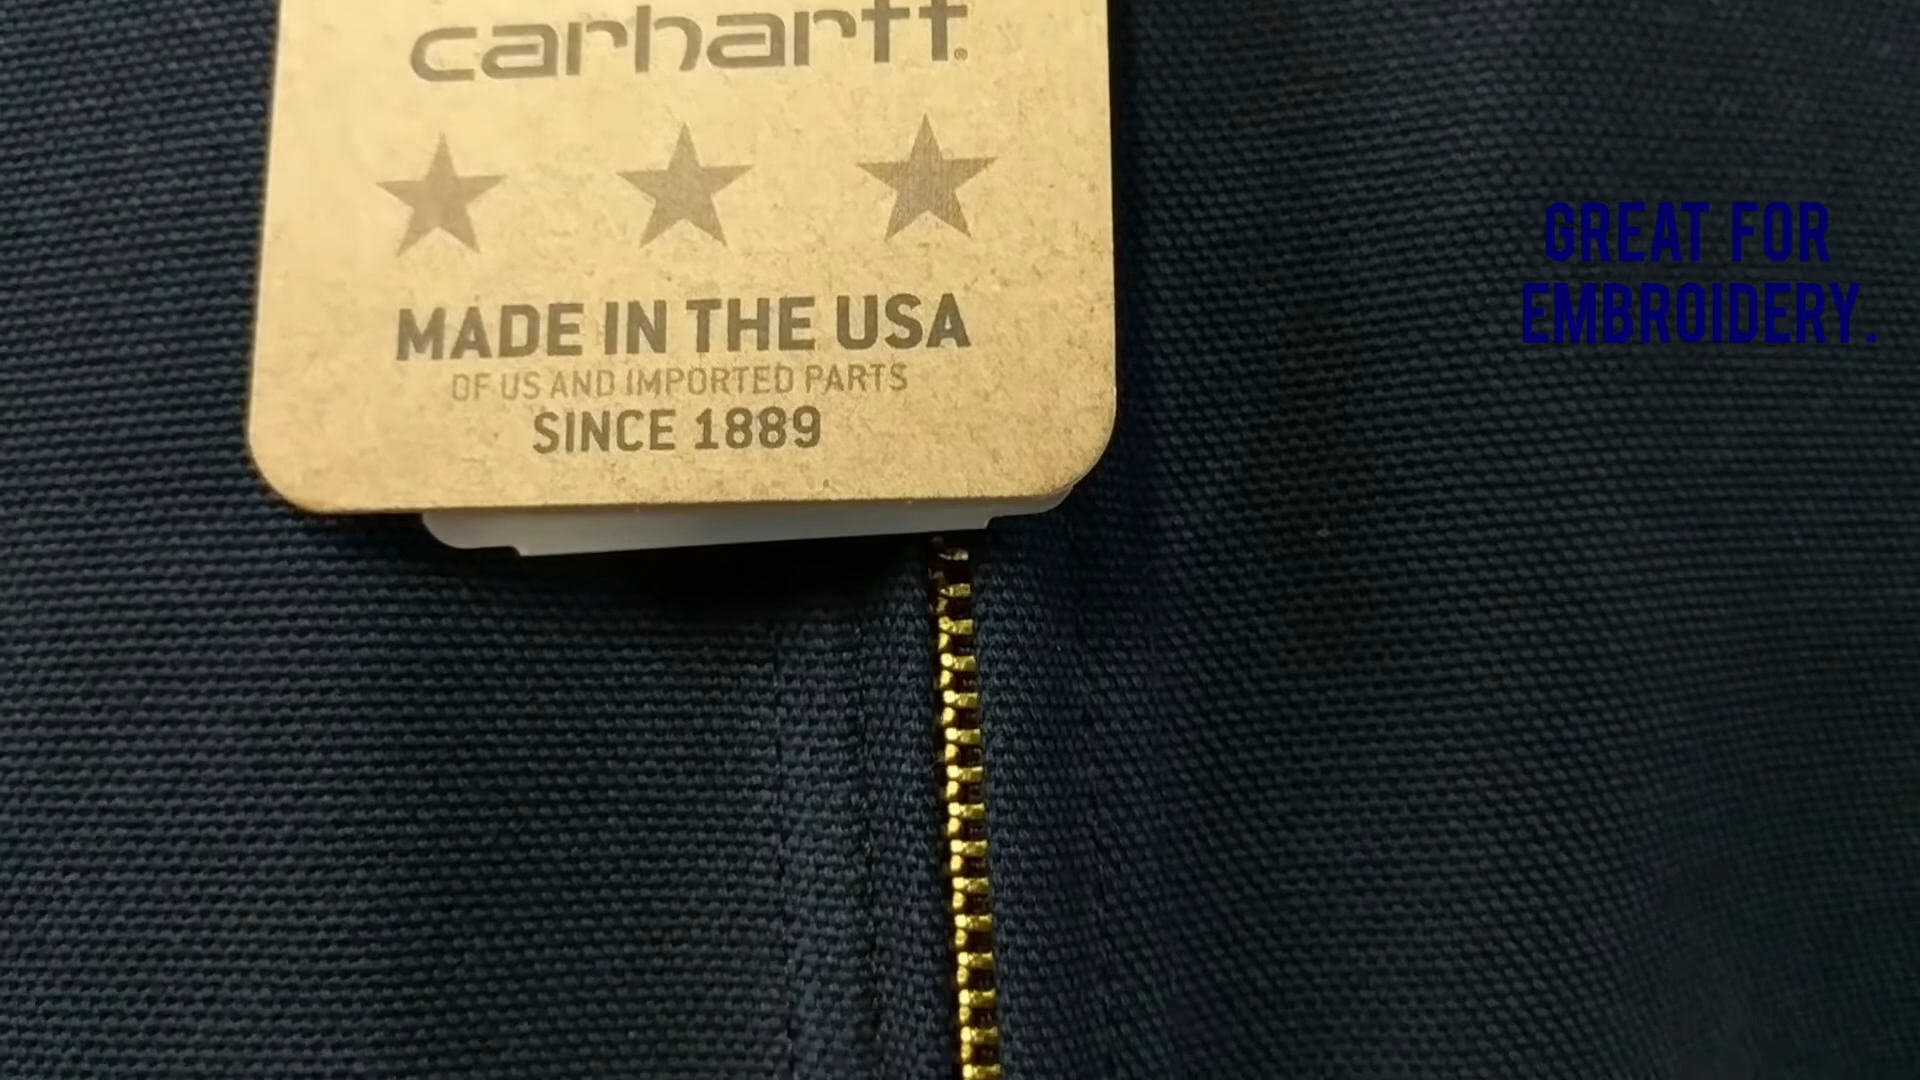 carhartt®
MADE IN THE USA
OF US AND IMPORTED PARTS
SINCE 1889
GREAT FOR
EMBROIDERY.